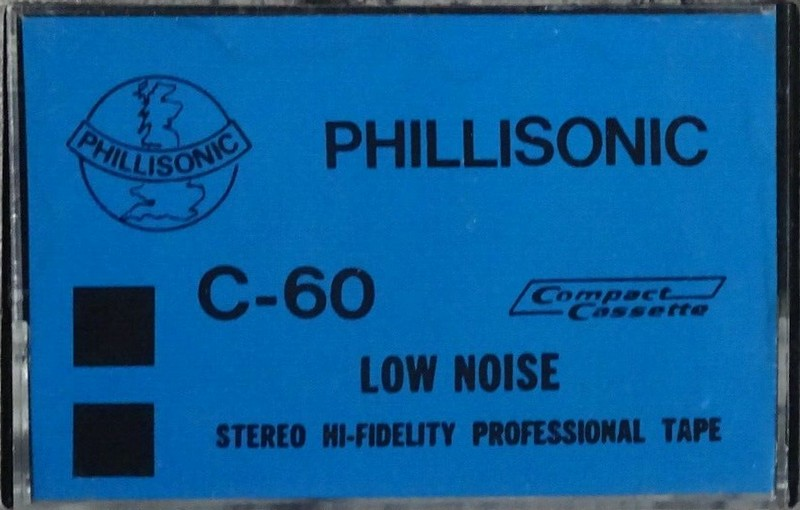 PHILLISONIC
PHILLISONIC
C-60
Compact
Cassette
LOW NOISE
STEREO HI-FIDELITY PROFESSIONAL TAPE